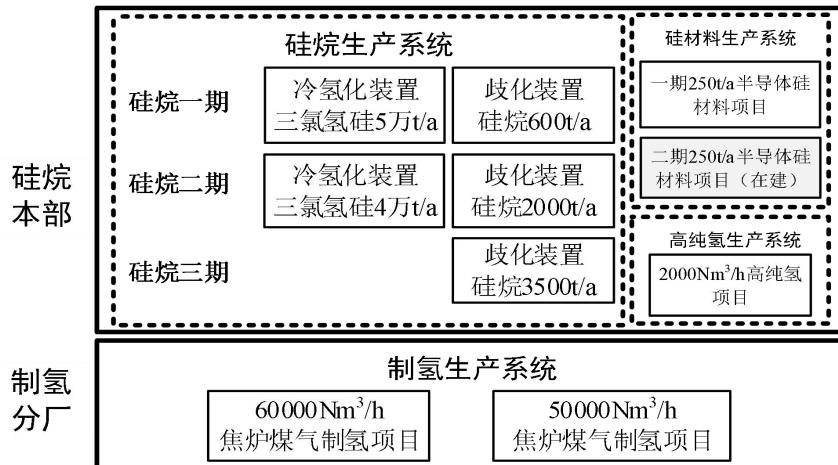 硅烷本部
硅烷生产系统
硅烷一期
冷氢化装置
三氯氢硅5万t/a
歧化装置
硅烷600t/a
硅烷二期
冷氢化装置
三氯氢硅4万t/a
歧化装置
硅烷2000t/a
硅烷三期
歧化装置
硅烷3500t/a
硅材料生产系统
一期250t/a半导体硅
材料项目
二期250t/a半导体硅
材料项目（在建）
高纯氢生产系统
2000Nm³/h高纯氢
项目
制氢分厂
制氢生产系统
60000Nm³/h
焦炉煤气制氢项目
50000Nm³/h
焦炉煤气制氢项目